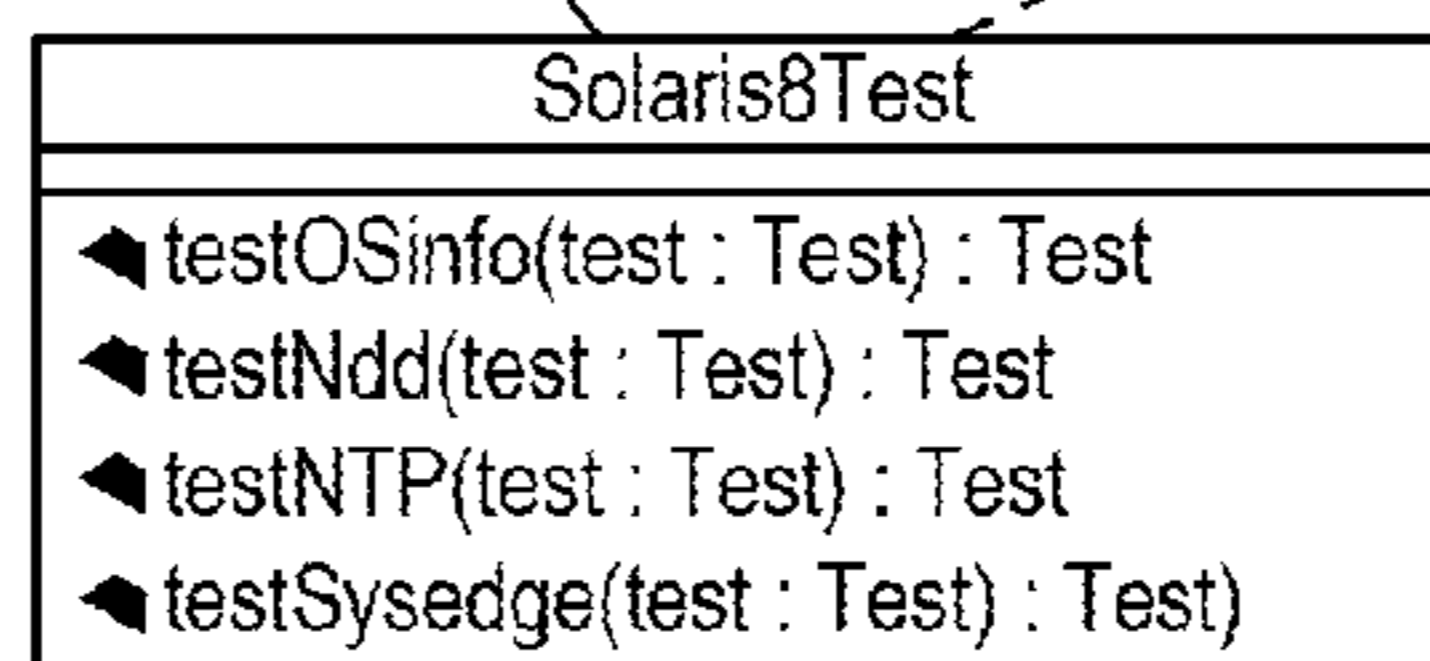 Solaris8Test
testOSinfo(test : Test) : Test
testNdd(test : Test) : Test
testNTP(test : Test) : Test
testSysedge(test : Test) : Test)